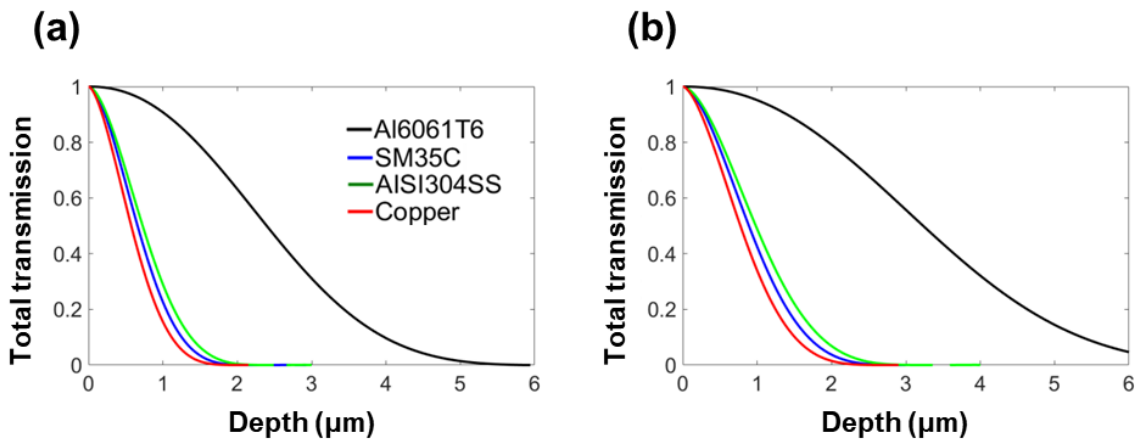 (a)
(b)
Total transmission
1
0.8
0.6
0.4
0.2
0
0 1 2 3 4 5 6
Depth (μm)
Al6061T6
SM35C
AISI304SS
Copper
Total transmission
1
0.8
0.6
0.4
0.2
0
0 1 2 3 4 5 6
Depth (μm)